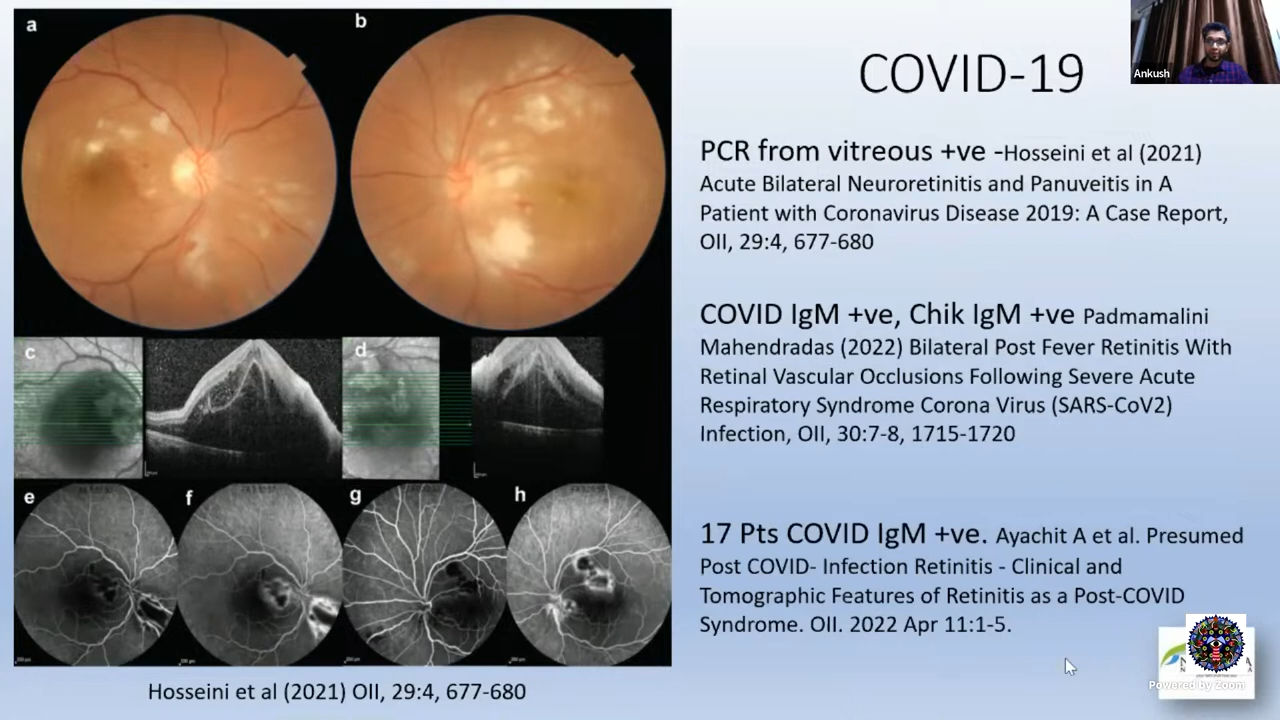 a
b
c
d
e
f
g
h
Hosseini et al (2021) OII, 29:4, 677-680
COVID-19
Ankush
PCR from vitreous +ve -Hosseini et al (2021)
Acute Bilateral Neuroretinitis and Panuveitis in A
Patient with Coronavirus Disease 2019: A Case Report,
OII, 29:4, 677-680
COVID IgM +ve, Chik IgM +ve Padmamalini
Mahendradas (2022) Bilateral Post Fever Retinitis With
Retinal Vascular Occlusions Following Severe Acute
Respiratory Syndrome Corona Virus (SARS-CoV2)
Infection, OII, 30:7-8, 1715-1720
17 Pts COVID IgM +ve. Ayachit A et al. Presumed
Post COVID- Infection Retinitis - Clinical and
Tomographic Features of Retinitis as a Post-COVID
Syndrome. OII. 2022 Apr 11:1-5.
Powered by Zoom